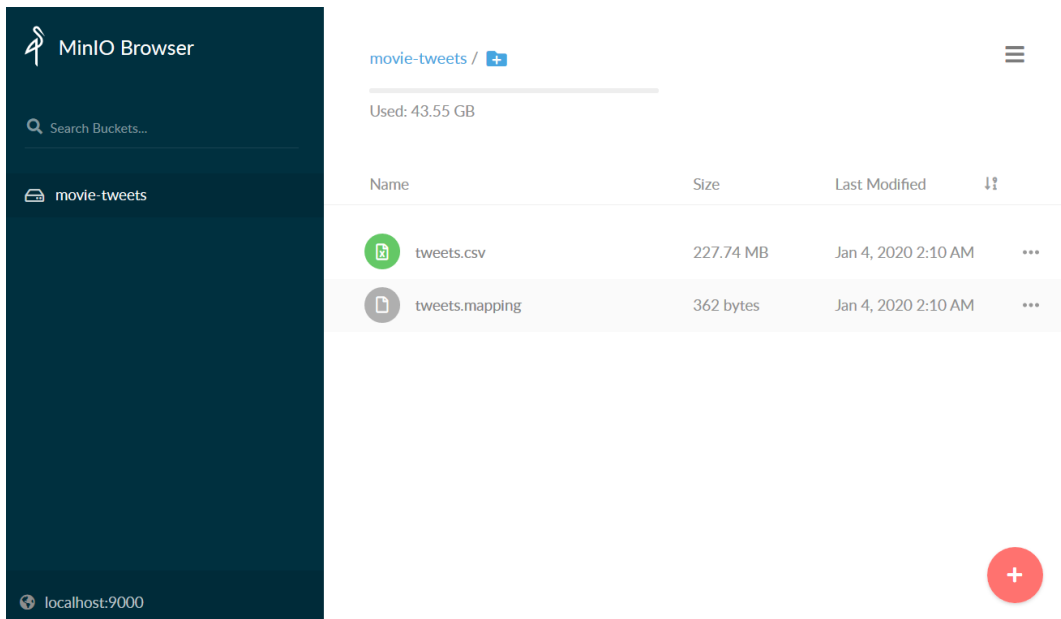 MinIO Browser
Search Buckets...
movie-tweets
localhost:9000
movie-tweets /
Used: 43.55 GB
Name Size Last Modified
tweets.csv 227.74 MB Jan 4, 2020 2:10 AM
tweets.mapping 362 bytes Jan 4, 2020 2:10 AM